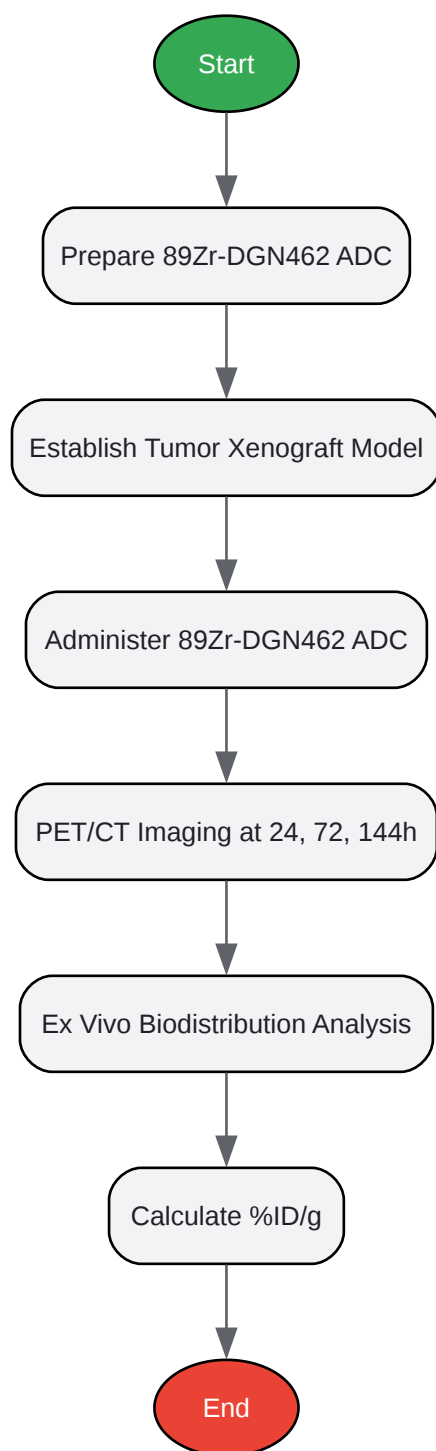 Start
Prepare 89Zr-DGN462 ADC
Establish Tumor Xenograft Model
Administer 89Zr-DGN462 ADC
PET/CT Imaging at 24, 72, 144h
Ex Vivo Biodistribution Analysis
Calculate %ID/g
End